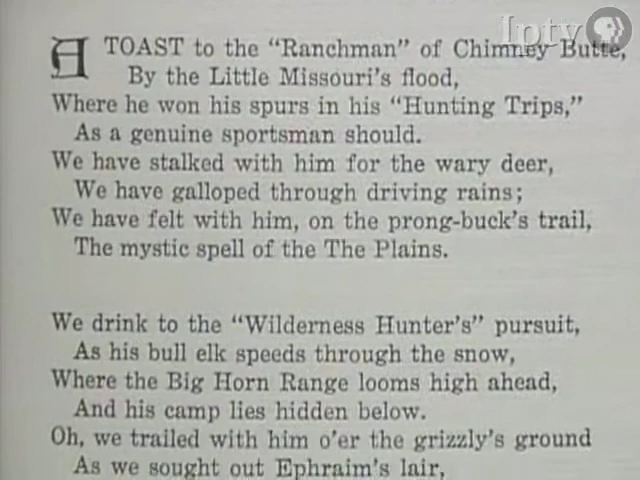 Iptv PBS
A TOAST to the "Ranchman" of Chimney Butte,
By the Little Missouri's flood,
Where he won his spurs in his "Hunting Trips,"
As a genuine sportsman should.
We have stalked with him for the wary deer,
We have galloped through driving rains;
We have felt with him, on the prong-buck's trail,
The mystic spell of the The Plains.
We drink to the "Wilderness Hunter's" pursuit,
As his bull elk speeds through the snow,
Where the Big Horn Range looms high ahead,
And his camp lies hidden below.
Oh, we trailed with him o'er the grizzly's ground
As we sought out Ephraim's lair,